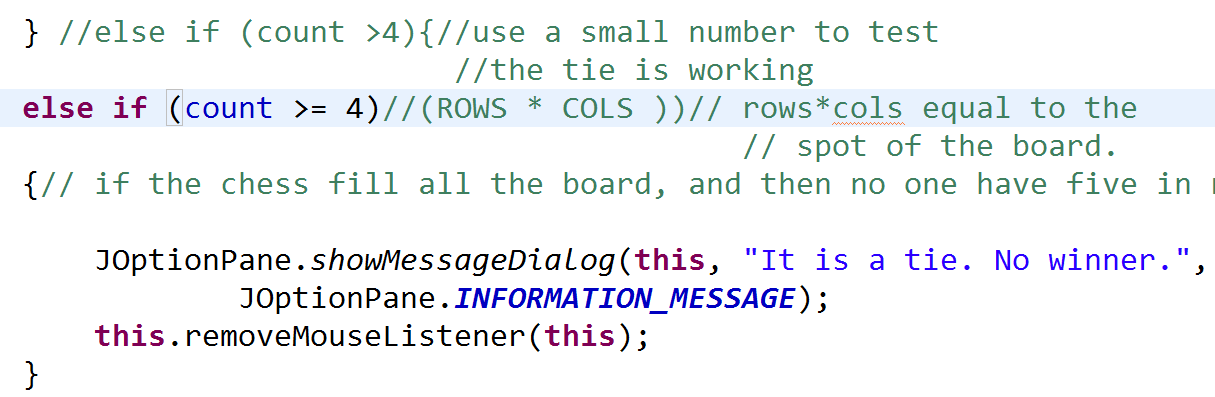 } //else if (count >4){//use a small number to test
//the tie is working
else if (count >= 4)//(ROWS * COLS ))// rows*cols equal to the
// spot of the board.
{// if the chess fill all the board, and then no one have five in
JOptionPane.showMessageDialog(this, "It is a tie. No winner.",
JOptionPane.INFORMATION_MESSAGE);
this.removeMouseListener(this);
}